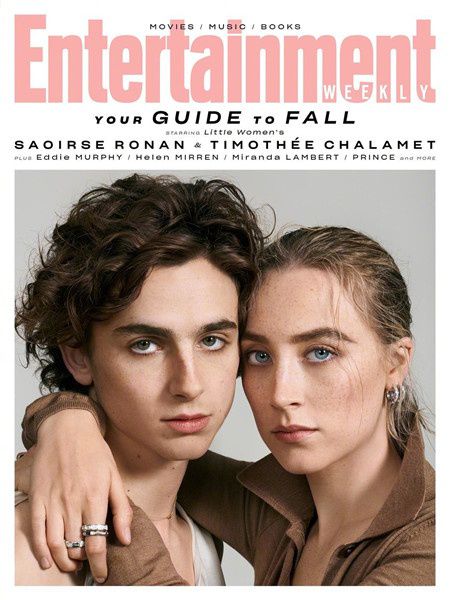 MOVIES / MUSIC / BOOKS
Entertainment
WEEKLY
YOUR GUIDE TO FALL
STARRING Little Women's
SAOIRSE RONAN & TIMOTHÉE CHALAMET
PLUS Eddie MURPHY / Helen MIRREN / Miranda LAMBERT / PRINCE and MORE